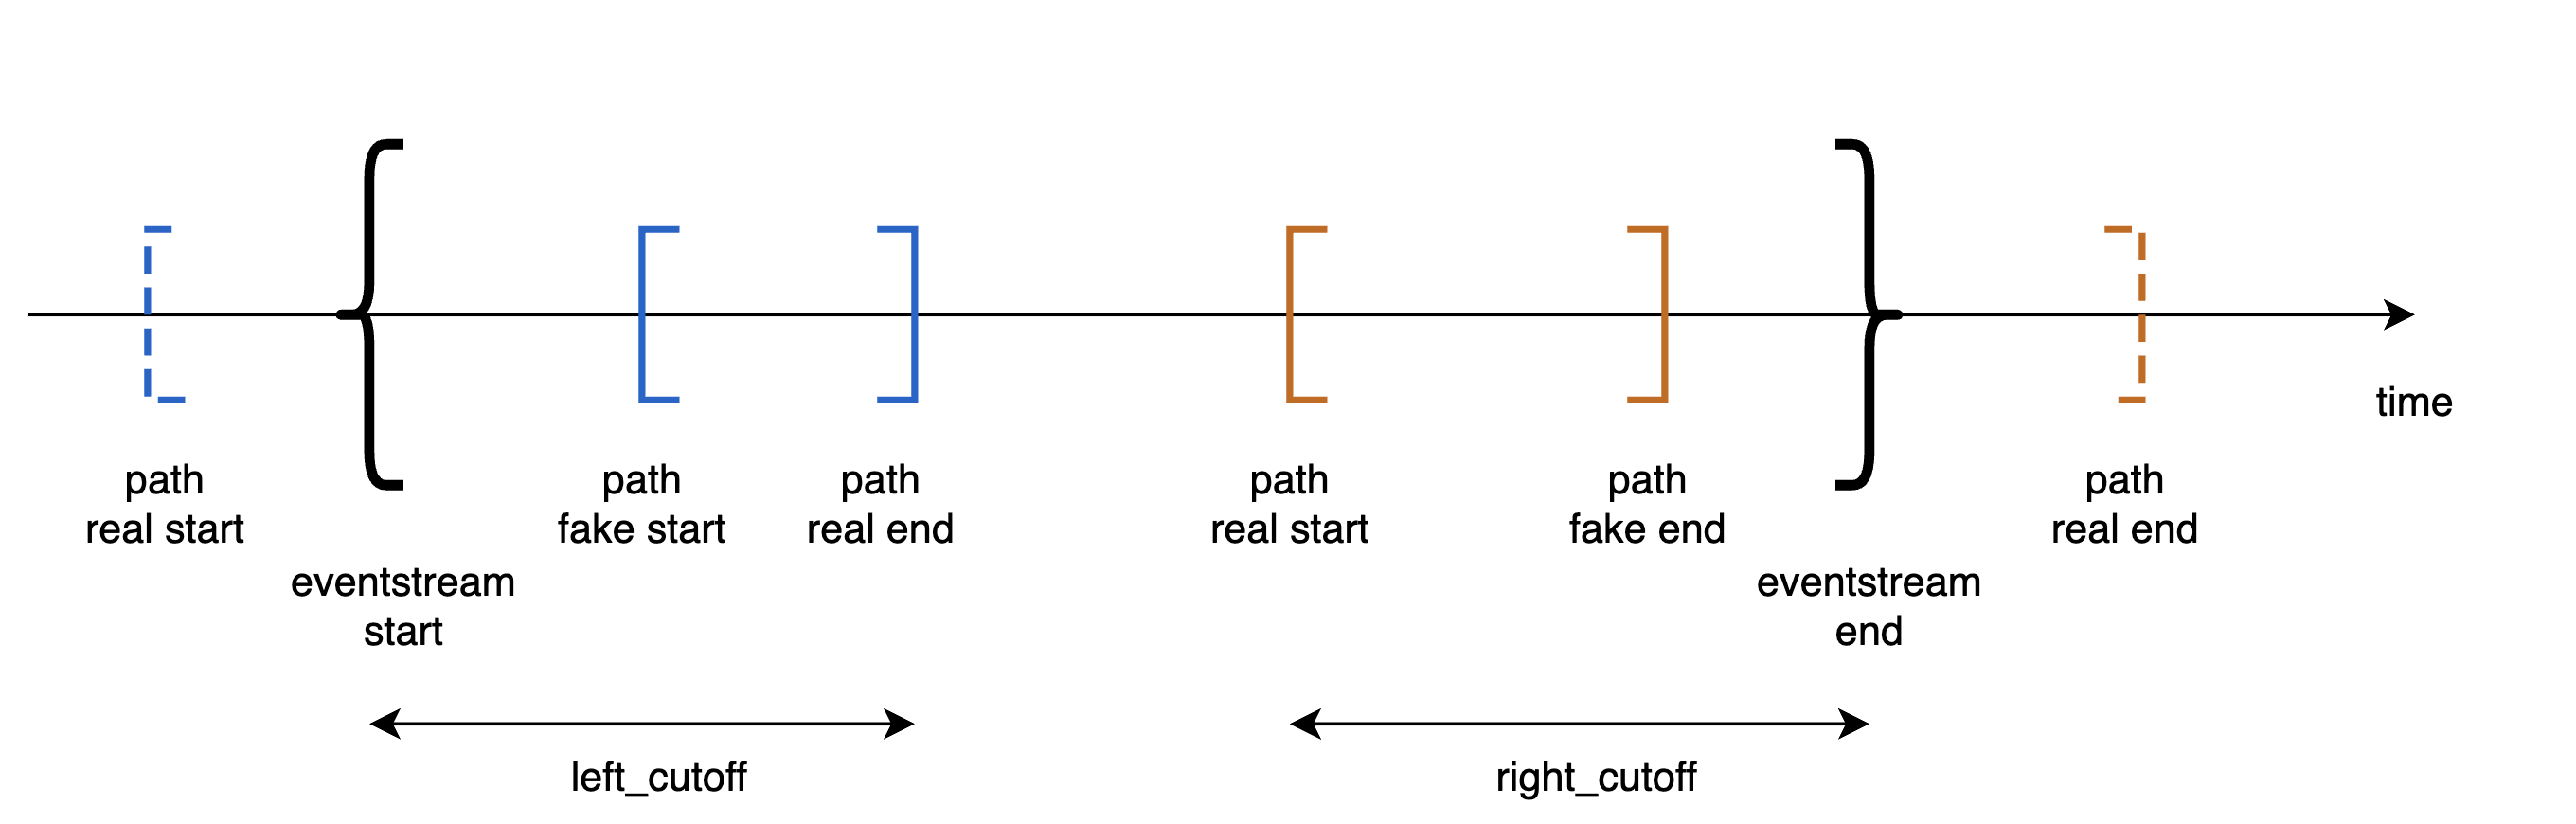 time
path
real start
path
fake start
path
real end
path
real start
path
fake end
path
real end
eventstream
start
eventstream
end
left_cutoff
right_cutoff